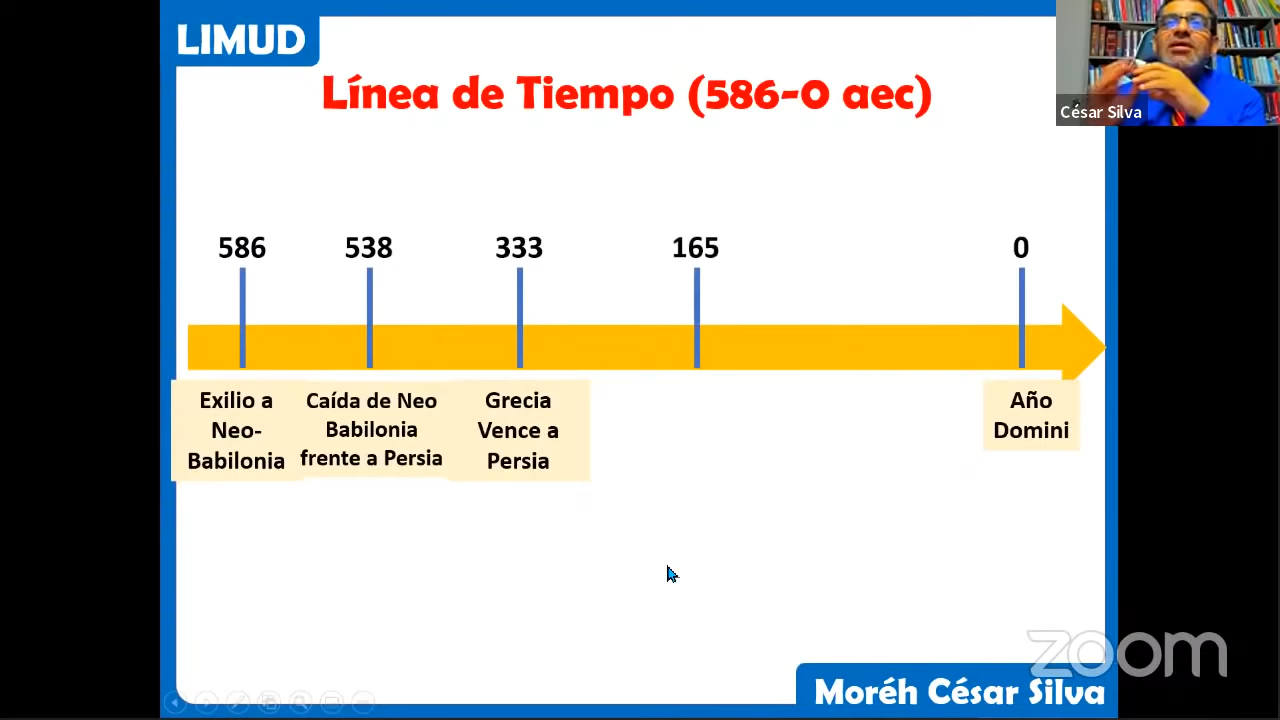 LIMUD
Línea de Tiempo (586-0 aec)
César Silva
586
538
333
165
0
Exilio a
Neo-
Babilonia
Caída de Neo
Babilonia
frente a Persia
Grecia
Vence a
Persia
Año
Domini
zoom
Moréh César Silva